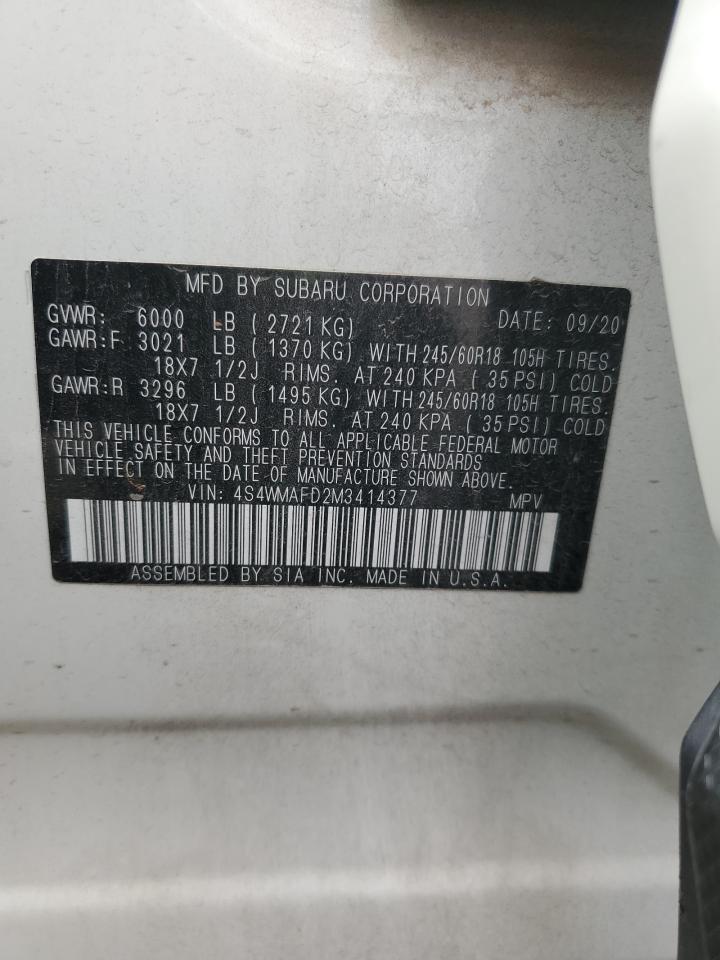 MFD BY SUBARU CORPORATION
GVWR: 6000 LB ( 2721 KG) DATE: 09/20
GAWR:F 3021 LB ( 1370 KG) WITH 245/60R18 105H TIRES.
18X7 1/2J RIMS. AT 240 KPA ( 35 PSI) COLD
GAWR:R 3296 LB ( 1495 KG) WITH 245/60R18 105H TIRES.
18X7 1/2J RIMS. AT 240 KPA ( 35 PSI) COLD
THIS VEHICLE CONFORMS TO ALL APPLICABLE FEDERAL MOTOR
VEHICLE SAFETY AND THEFT PREVENTION STANDARDS
IN EFFECT ON THE DATE OF MANUFACTURE SHOWN ABOVE.
VIN: 4S4WMAFD2M3414377 MPV
ASSEMBLED BY SIA INC. MADE IN U.S.A.